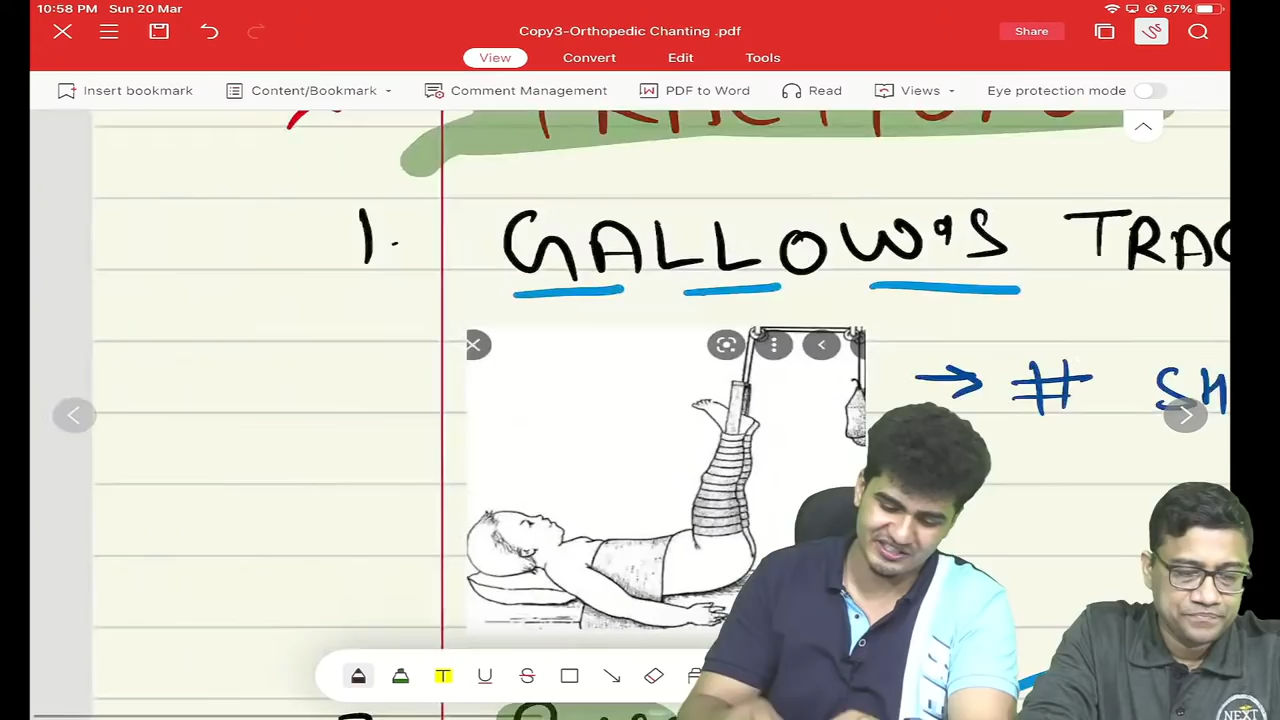 10:58 PM Sun 20 Mar 67%
Copy3-Orthopedic Chanting .pdf Share
View Convert Edit Tools
Insert bookmark Content/Bookmark Comment Management PDF to Word Read Views Eye protection mode
1. GALLOW'S TRAC
→ # SH
T U S
NEXT